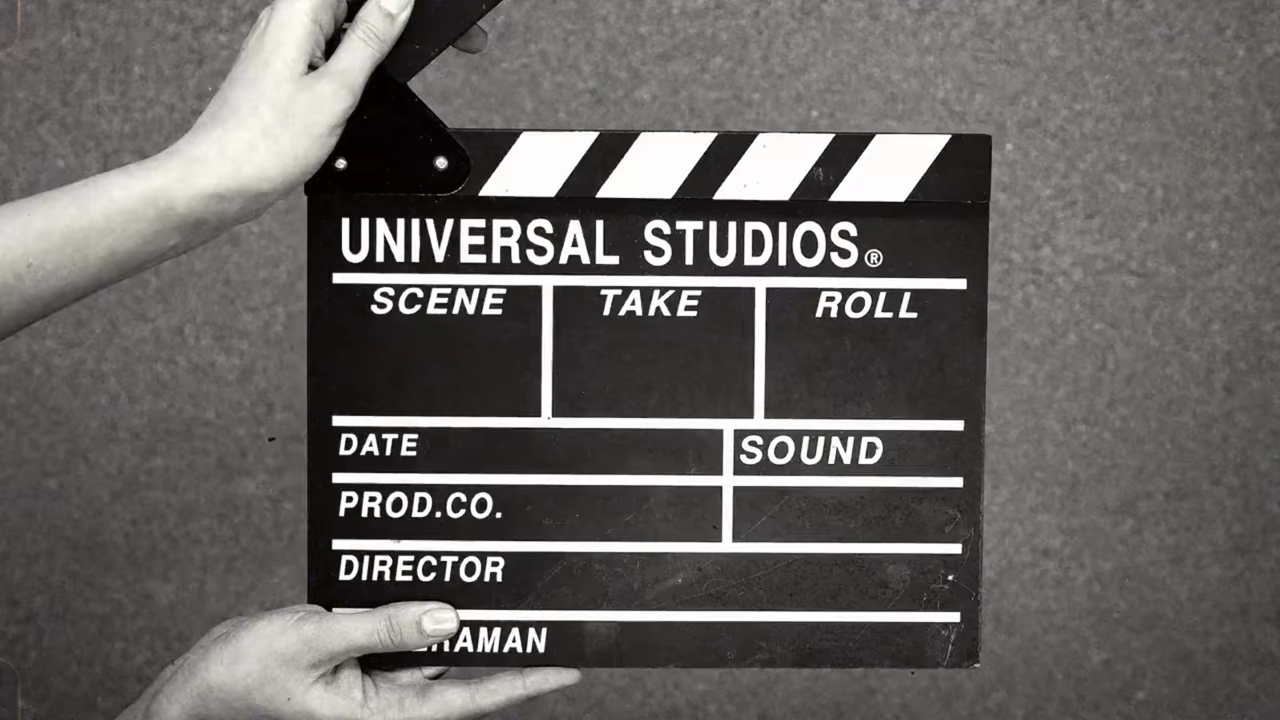 UNIVERSAL STUDIOS®
SCENE TAKE ROLL
DATE SOUND
PROD.CO.
DIRECTOR